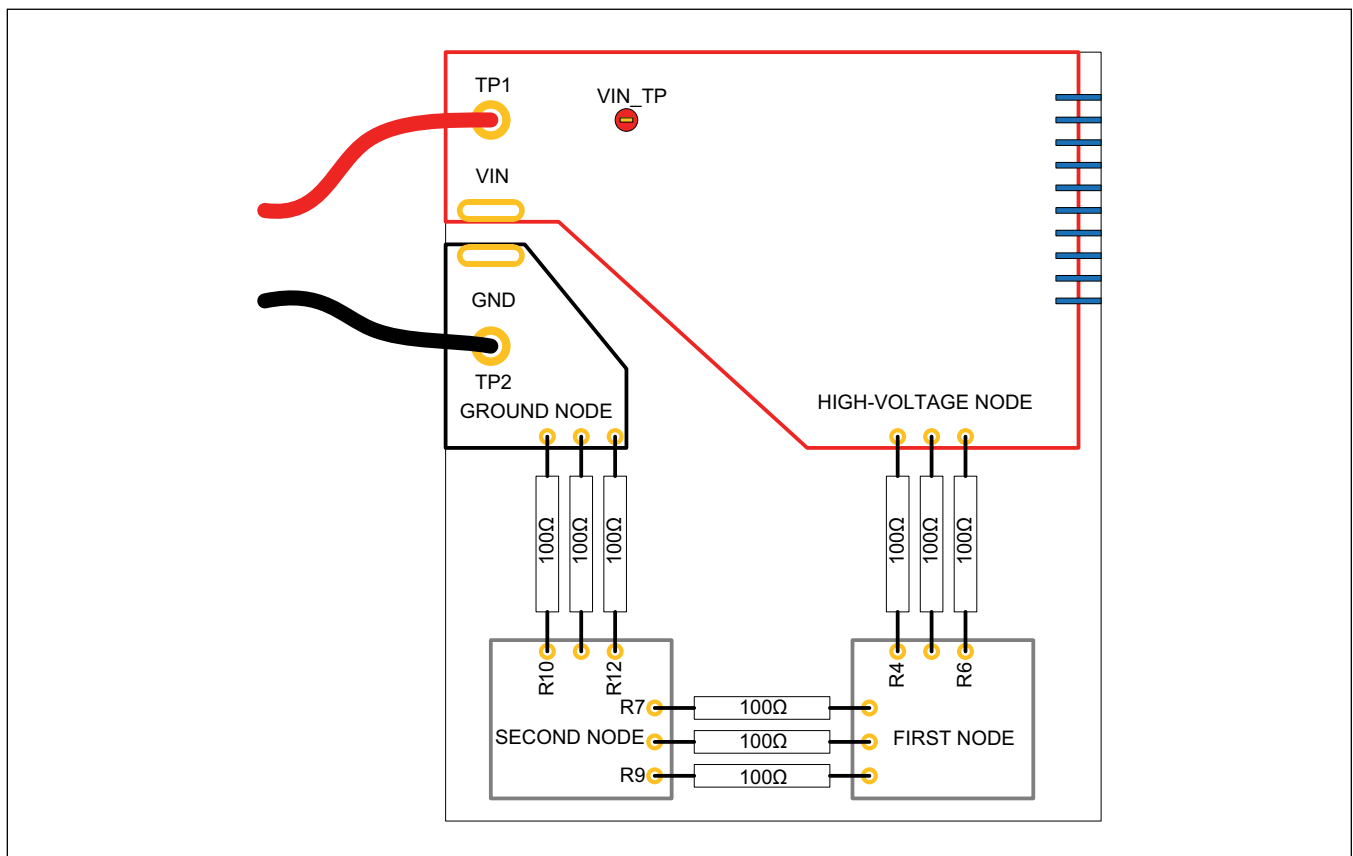 TP1
VIN_TP
VIN
GND
TP2
GROUND NODE
HIGH-VOLTAGE NODE
100Ω
100Ω
100Ω
100Ω
100Ω
100Ω
R10
R12
R4
R6
R7
100Ω
SECOND NODE
100Ω
FIRST NODE
R9
100Ω